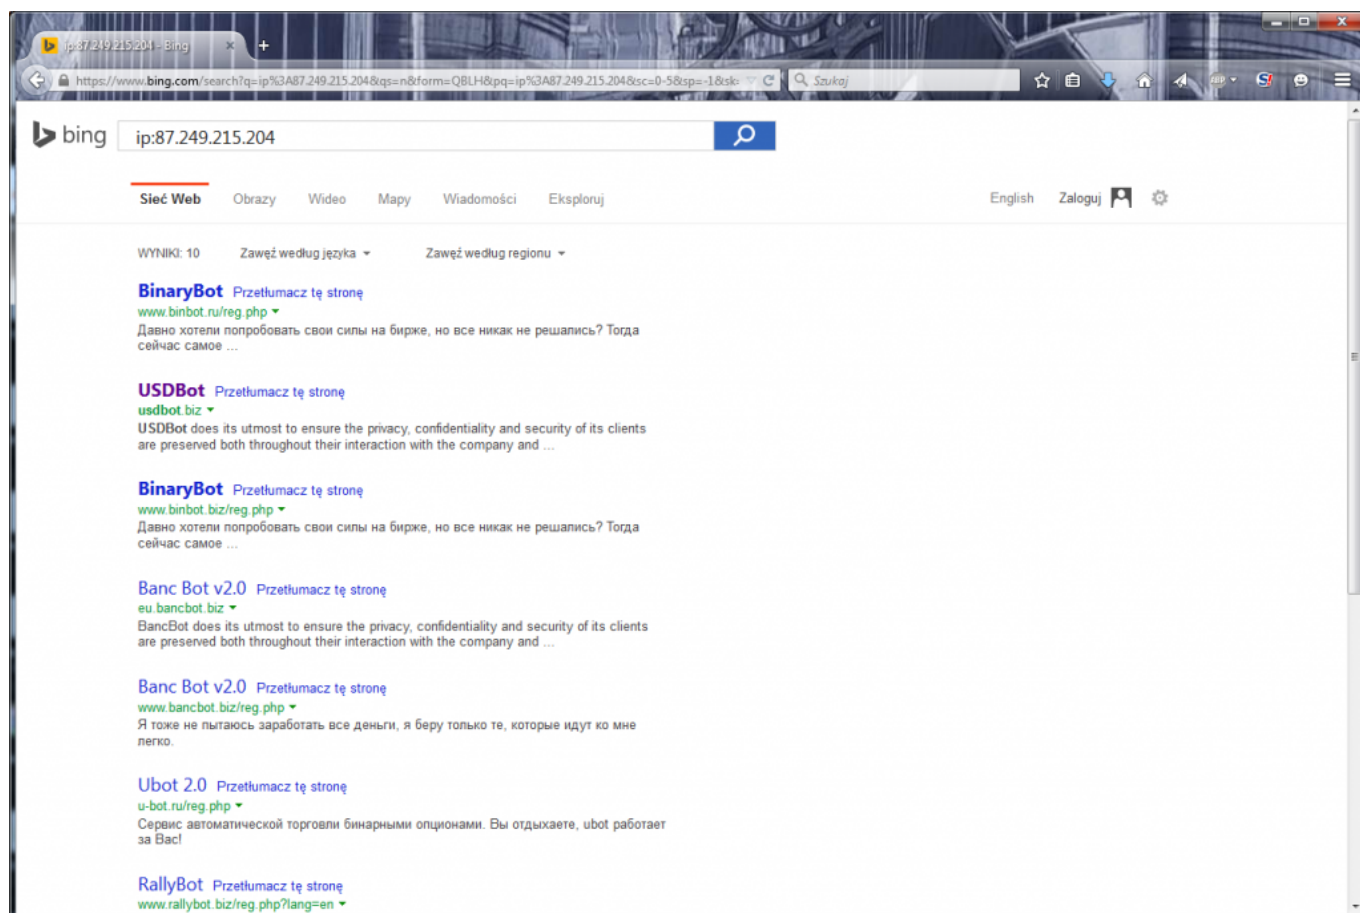 ip:87.249.215.204 - Bing
https://www.bing.com/search?q=ip%3A87.249.215.204&qs=n&form=QBLH&pq=ip%3A87.249.215.204&sc=0-5&sp=-1&sk=
Szukaj
bing
ip:87.249.215.204
Sieć Web Obrazy Wideo Mapy Wiadomości Eksploruj English Zaloguj
WYNIKI: 10 Zawęź według języka Zawęź według regionu
BinaryBot Przetłumacz tę stronę
www.binbot.ru/reg.php
Давно хотели попробовать свои силы на бирже, но все никак не решались? Тогда
сейчас самое ...
USDBot Przetłumacz tę stronę
usdbot.biz
USDBot does its utmost to ensure the privacy, confidentiality and security of its clients
are preserved both throughout their interaction with the company and ...
BinaryBot Przetłumacz tę stronę
www.binbot.biz/reg.php
Давно хотели попробовать свои силы на бирже, но все никак не решались? Тогда
сейчас самое ...
Banc Bot v2.0 Przetłumacz tę stronę
eu.bancbot.biz
BancBot does its utmost to ensure the privacy, confidentiality and security of its clients
are preserved both throughout their interaction with the company and ...
Banc Bot v2.0 Przetłumacz tę stronę
www.bancbot.biz/reg.php
Я тоже не пытаюсь заработать все деньги, я беру только те, которые идут ко мне
легко.
Ubot 2.0 Przetłumacz tę stronę
u-bot.ru/reg.php
Сервис автоматической торговли бинарными опционами. Вы отдыхаете, ubot работает
за Вас!
RallyBot Przetłumacz tę stronę
www.rallybot.biz/reg.php?lang=en